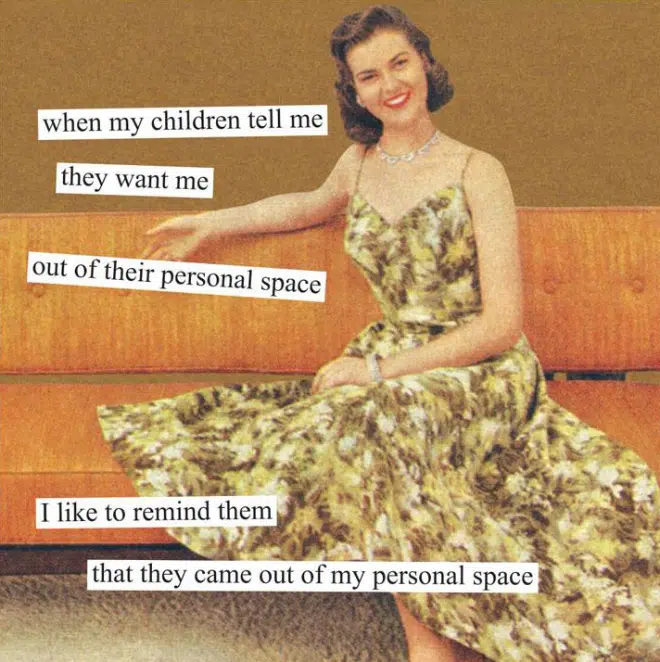 when my children tell me
they want me
out of their personal space
I like to remind them
that they came out of my personal space